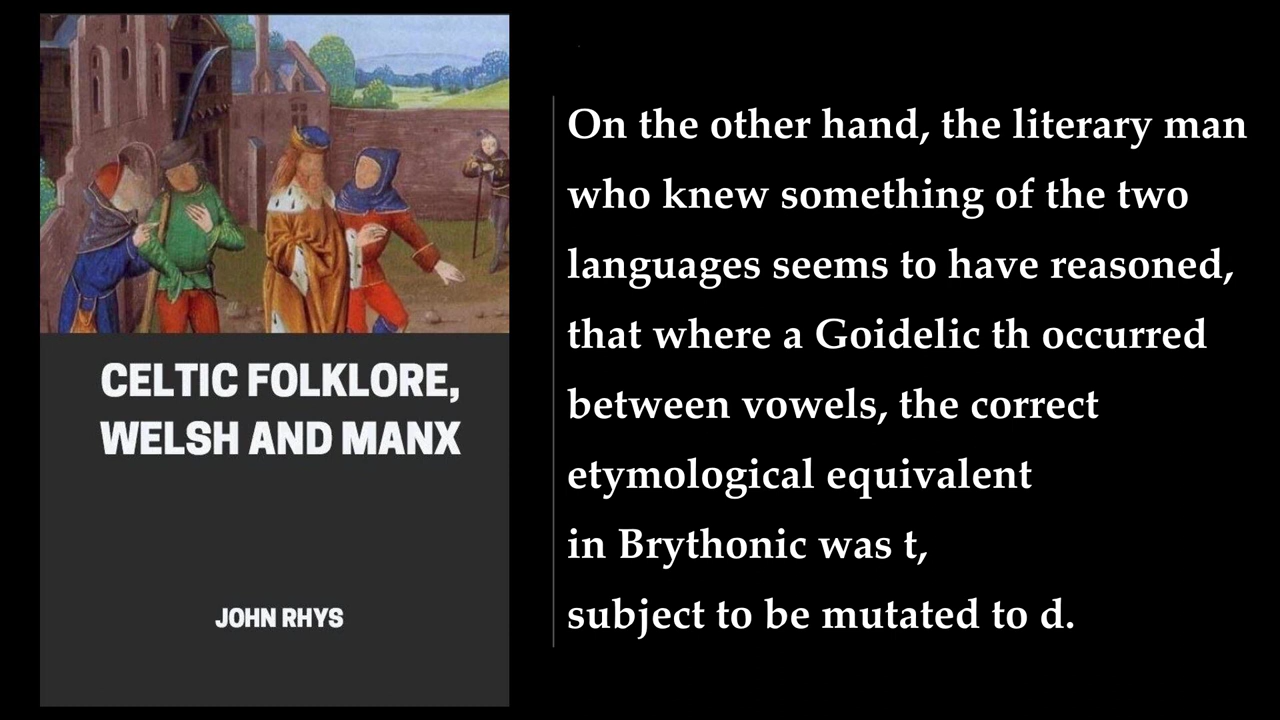 CELTIC FOLKLORE,
WELSH AND MANX
JOHN RHYS
On the other hand, the literary man
who knew something of the two
languages seems to have reasoned,
that where a Goidelic th occurred
between vowels, the correct
etymological equivalent
in Brythonic was t,
subject to be mutated to d.